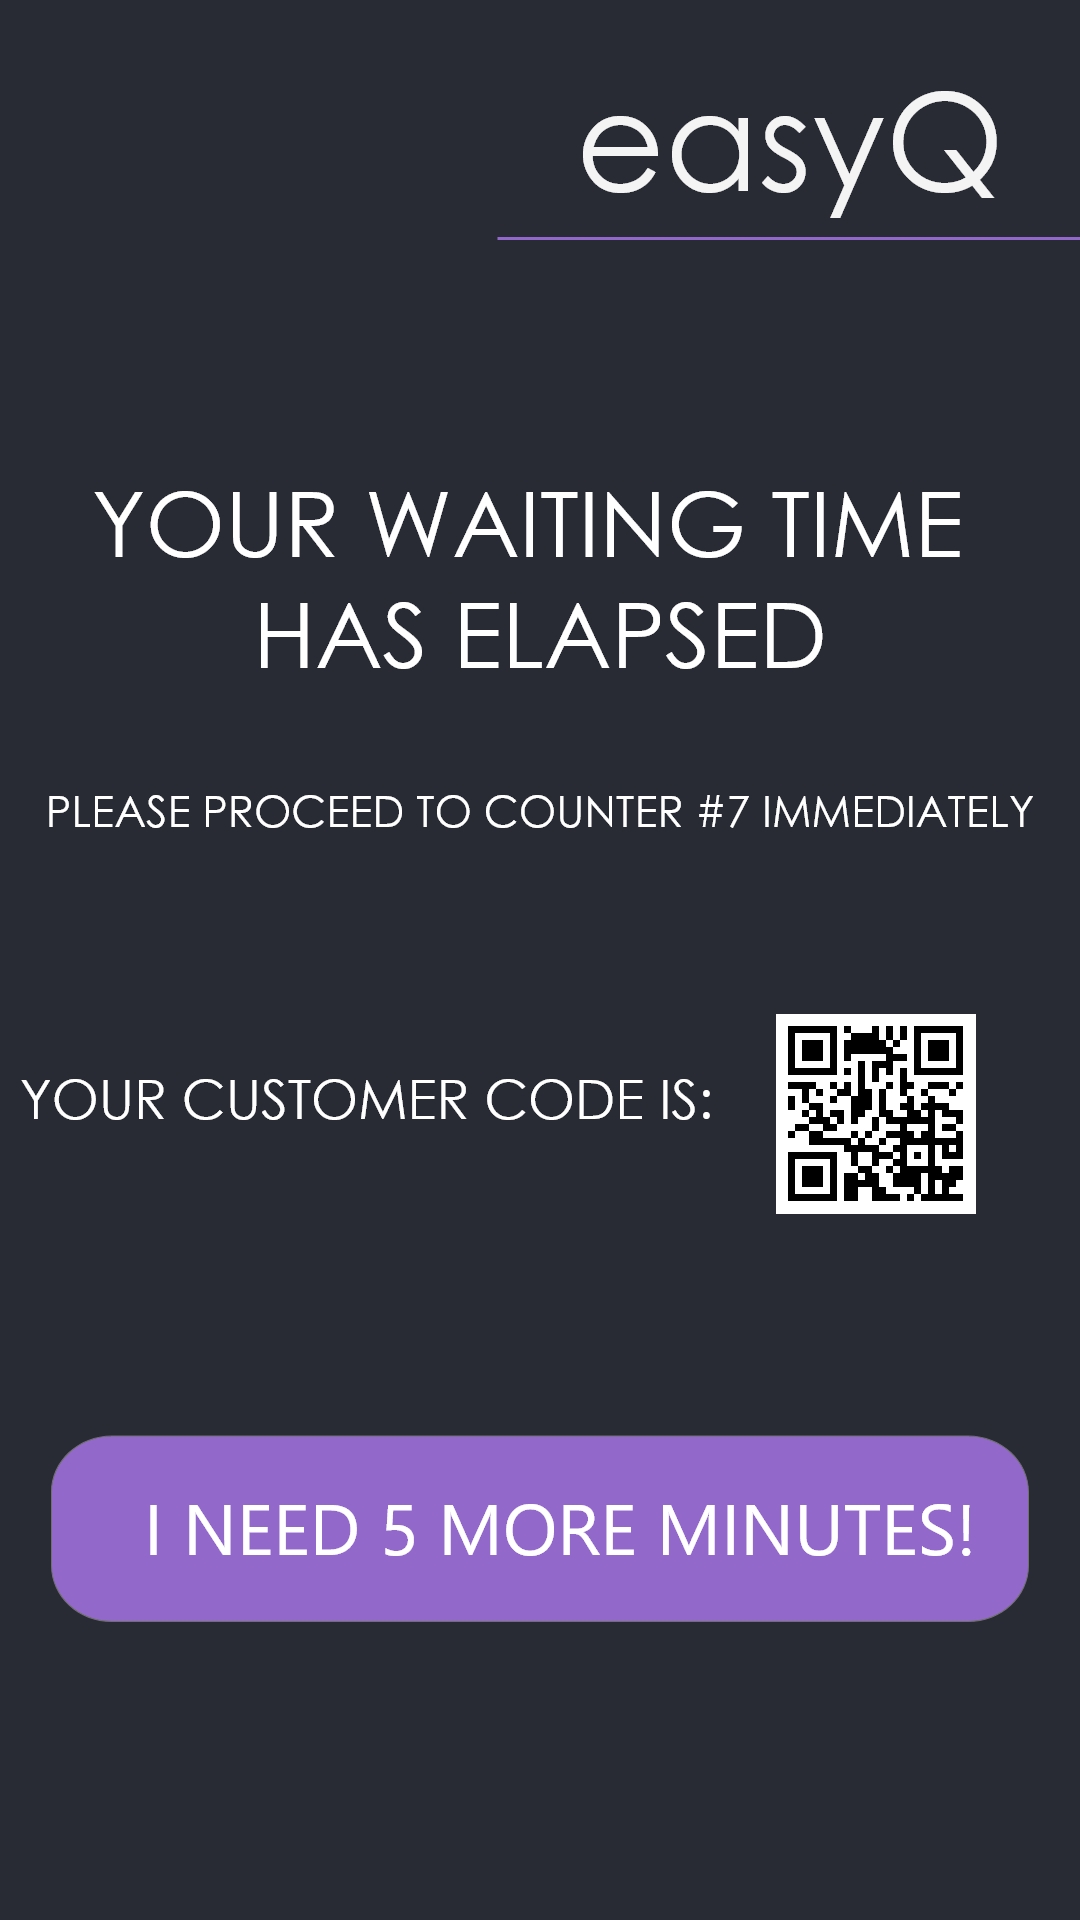 easyQ
YOUR WAITING TIME
HAS ELAPSED
PLEASE PROCEED TO COUNTER #7 IMMEDIATELY
YOUR CUSTOMER CODE IS:
I NEED 5 MORE MINUTES!